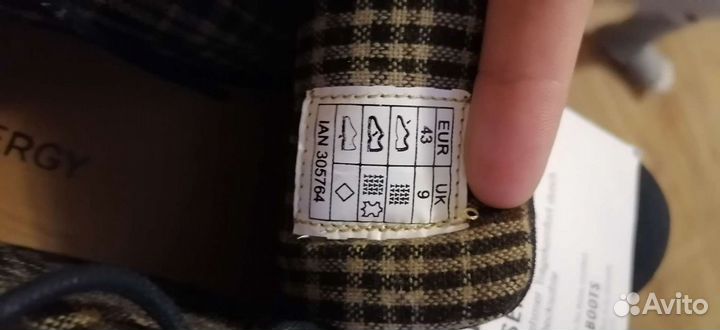 ERGY
EUR UK
43 9
IAN 305764
BOOTS
Avito